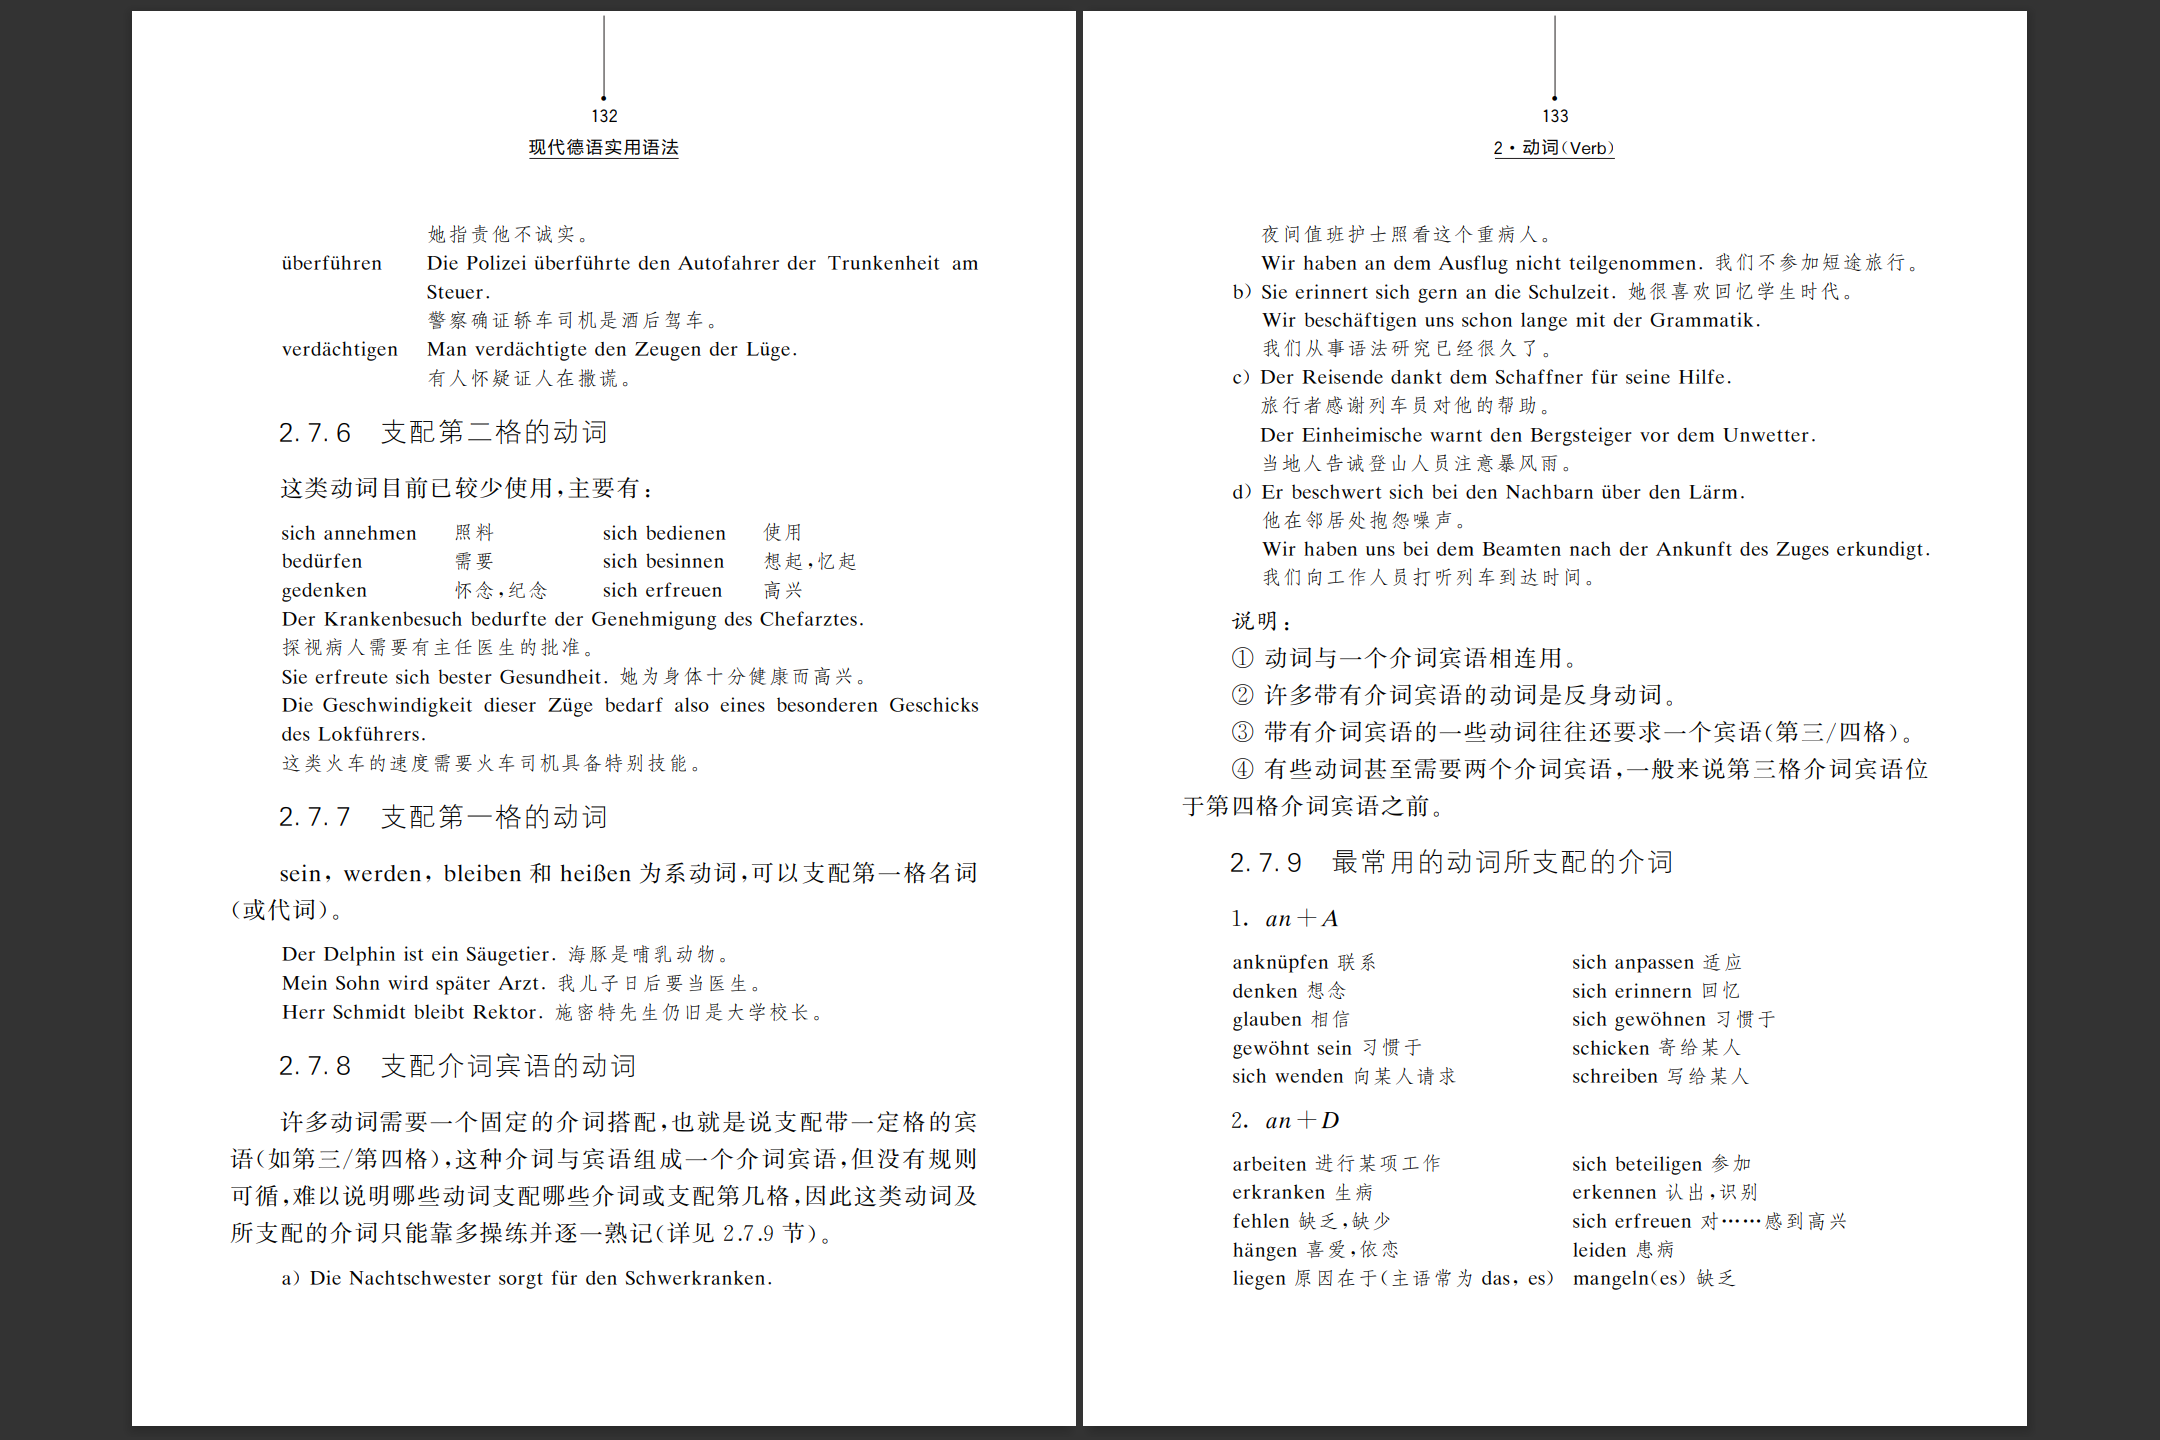 132
现代德语实用语法
她指责他不诚实。
überführen Die Polizei überführte den Autofahrer der Trunkenheit am
Steuer.
警察确证轿车司机是酒后驾车。
verdächtigen Man verdächtigte den Zeugen der Lüge.
有人怀疑证人在撒谎。
2.7.6 支配第二格的动词
这类动词目前已较少使用,主要有:
sich annehmen 照料 sich bedienen 使用
bedürfen 需要 sich besinnen 想起,忆起
gedenken 怀念,纪念 sich erfreuen 高兴
Der Krankenbesuch bedurfte der Genehmigung des Chefarztes.
探视病人需要有主任医生的批准。
Sie erfreute sich bester Gesundheit. 她为身体十分健康而高兴。
Die Geschwindigkeit dieser Züge bedarf also eines besonderen Geschicks
des Lokführers.
这类火车的速度需要火车司机具备特别技能。
2.7.7 支配第一格的动词
sein, werden, bleiben 和 heißen 为系动词,可以支配第一格名词
(或代词)。
Der Delphin ist ein Säugetier. 海豚是哺乳动物。
Mein Sohn wird später Arzt. 我儿子日后要当医生。
Herr Schmidt bleibt Rektor. 施密特先生仍旧是大学校长。
2.7.8 支配介词宾语的动词
许多动词需要一个固定的介词搭配,也就是说支配带一定格的宾
语(如第三/第四格),这种介词与宾语组成一个介词宾语,但没有规则
可循,难以说明哪些动词支配哪些介词或支配第几格,因此这类动词及
所支配的介词只能靠多操练并逐一熟记(详见 2.7.9 节)。
a) Die Nachtschwester sorgt für den Schwerkranken.
133
2·动词(Verb)
夜间值班护士照看这个重病人。
Wir haben an dem Ausflug nicht teilgenommen. 我们不参加短途旅行。
b) Sie erinnert sich gern an die Schulzeit. 她很喜欢回忆学生时代。
Wir beschäftigen uns schon lange mit der Grammatik.
我们从事语法研究已经很久了。
c) Der Reisende dankt dem Schaffner für seine Hilfe.
旅行者感谢列车员对他的帮助。
Der Einheimische warnt den Bergsteiger vor dem Unwetter.
当地人告诫登山人员注意暴风雨。
d) Er beschwert sich bei den Nachbarn über den Lärm.
他在邻居处抱怨噪声。
Wir haben uns bei dem Beamten nach der Ankunft des Zuges erkundigt.
我们向工作人员打听列车到达时间。
说明:
① 动词与一个介词宾语相连用。
② 许多带有介词宾语的动词是反身动词。
③ 带有介词宾语的一些动词往往还要求一个宾语(第三/四格)。
④ 有些动词甚至需要两个介词宾语,一般来说第三格介词宾语位
于第四格介词宾语之前。
2.7.9 最常用的动词所支配的介词
1. an+A
anknüpfen 联系 sich anpassen 适应
denken 想念 sich erinnern 回忆
glauben 相信 sich gewöhnen 习惯于
gewöhnt sein 习惯于 schicken 寄给某人
sich wenden 向某人请求 schreiben 写给某人
2. an+D
arbeiten 进行某项工作 sich beteiligen 参加
erkranken 生病 erkennen 认出,识别
fehlen 缺乏,缺少 sich erfreuen 对……感到高兴
hängen 喜爱,依恋 leiden 患病
liegen 原因在于(主语常为 das, es) mangeln(es) 缺乏